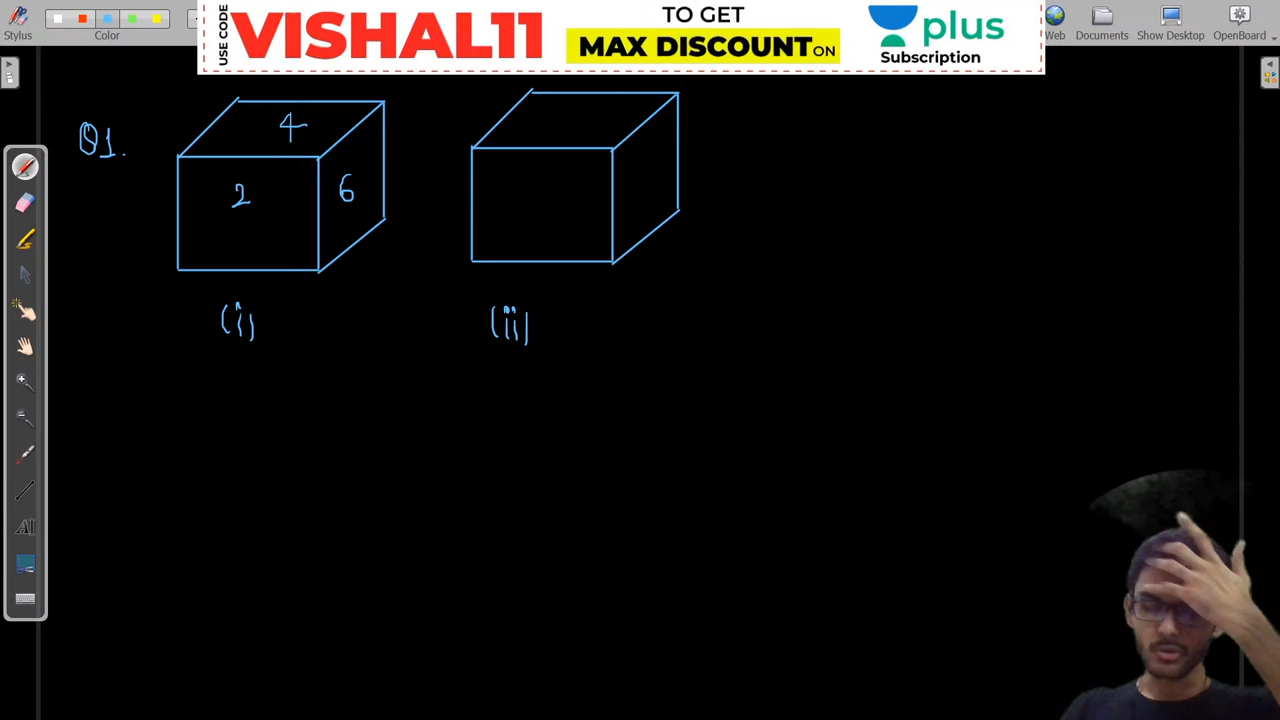 Stylus
Color
USE CODE
VISHAL11
TO GET
MAX DISCOUNT ON
plus
Subscription
Web
Documents
Show Desktop
OpenBoard
Q1.
4
2
6
(i)
(ii)
AI